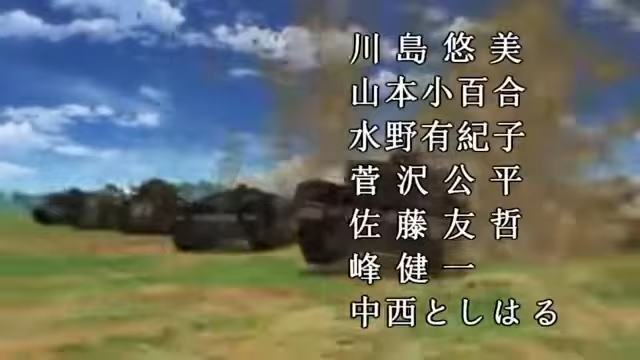 川島悠美
山本小百合
水野有紀子
菅沢公平
佐藤友哲
峰健一
中西としはる